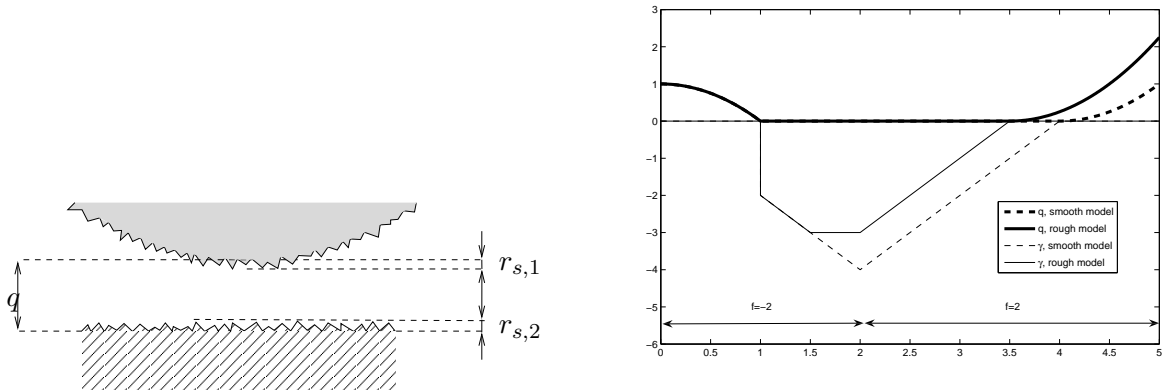 q
r_{s,1}
r_{s,2}
3
2
1
0
−1
−2
−3
−4
−5
−6
0 0.5 1 1.5 2 2.5 3 3.5 4 4.5 5
f=−2
f=2
q, smooth model
q, rough model
γ, smooth model
γ, rough model